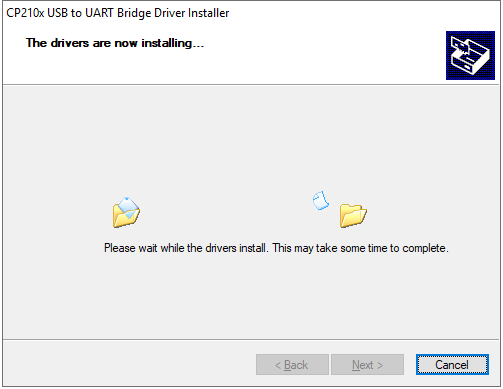 CP210x USB to UART Bridge Driver Installer
The drivers are now installing...
Please wait while the drivers install. This may take some time to complete.
< Back
Next >
Cancel